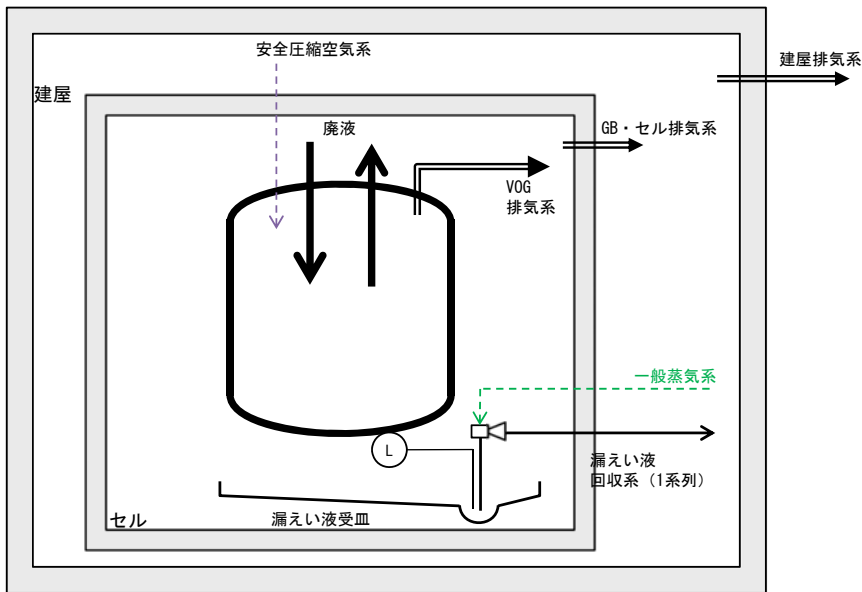 安全圧縮空気系
建屋排気系
建屋
廃液
GB・セル排気系
VOG
排気系
一般蒸気系
L
漏えい液
回収系（1系列）
セル
漏えい液受皿